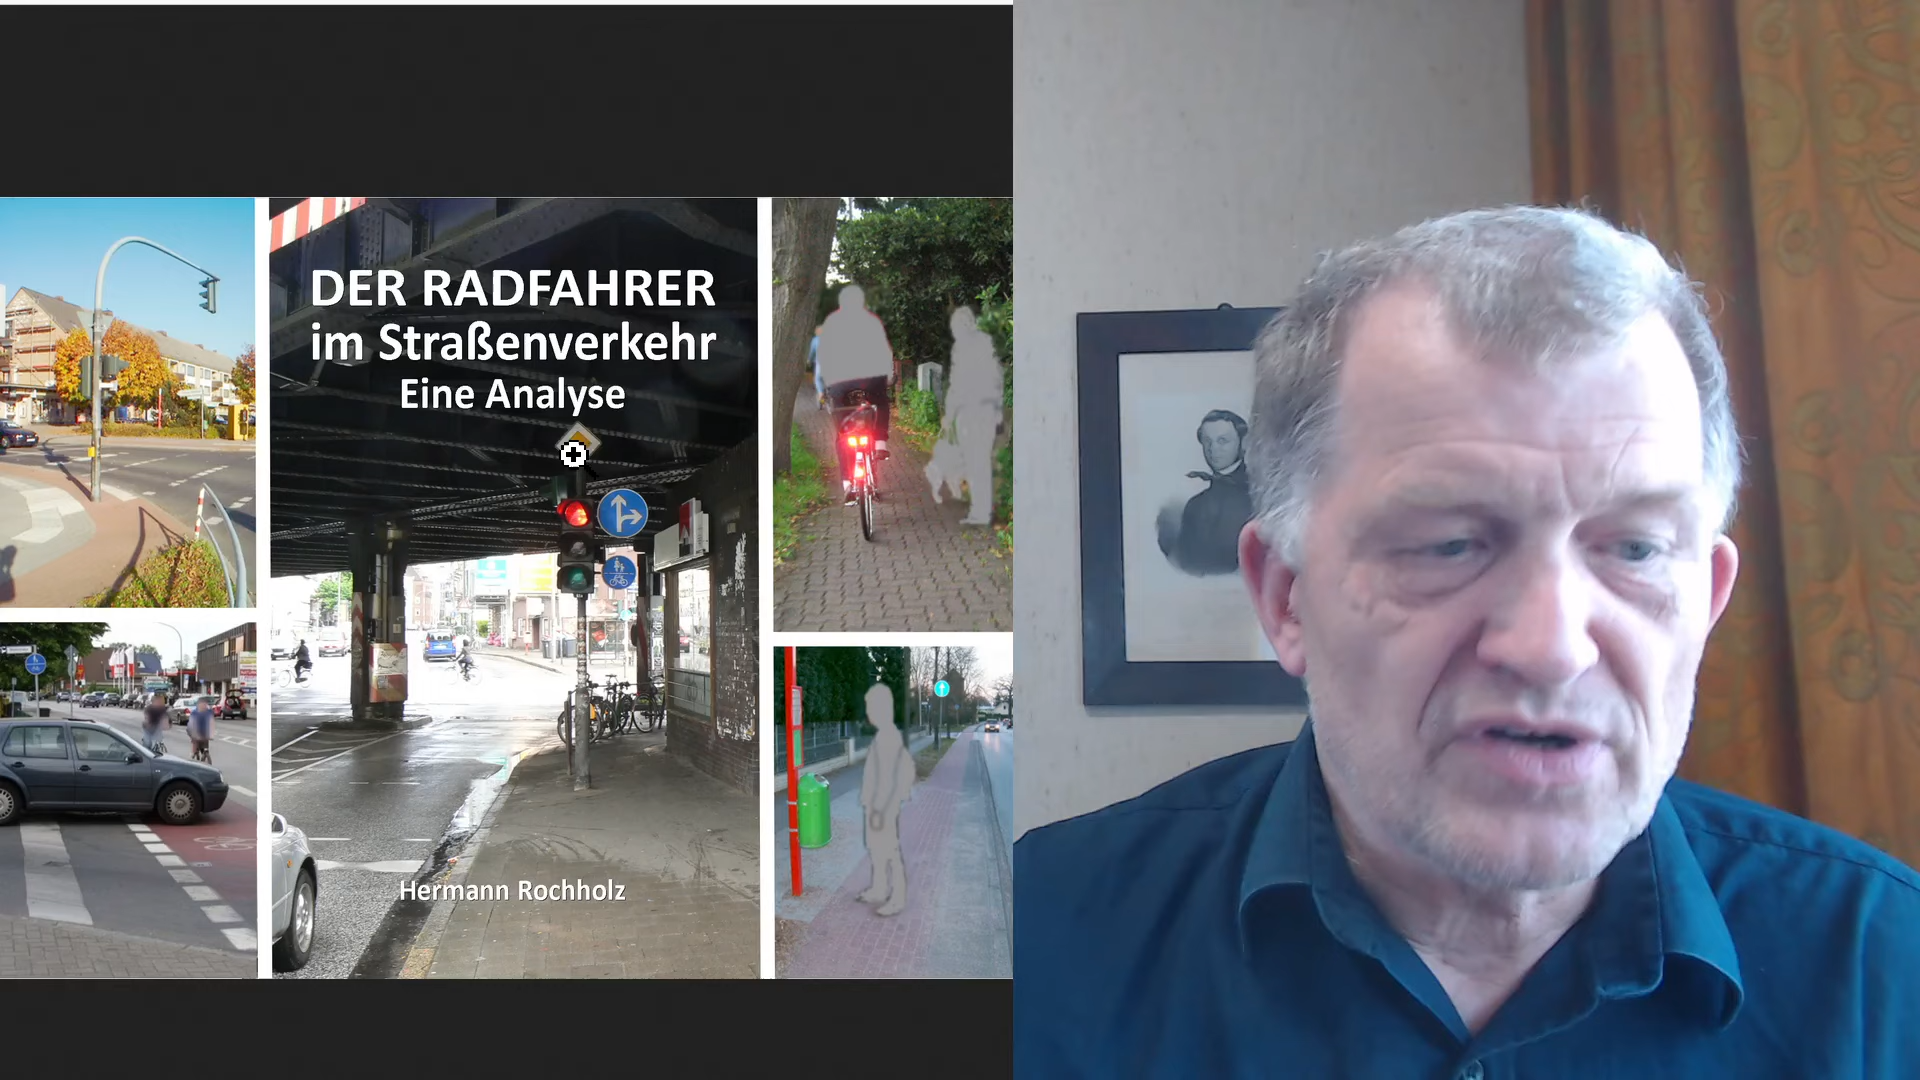 DER RADFAHRER
im Straßenverkehr
Eine Analyse
Hermann Rochholz